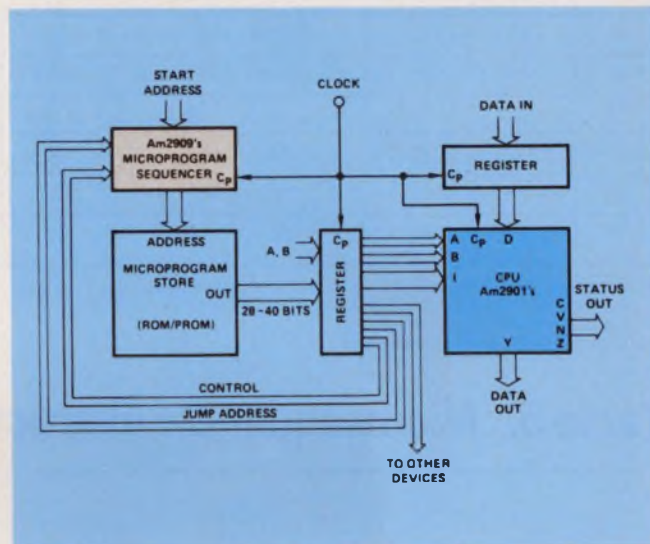 START
ADDRESS
CLOCK
DATA IN
Am2909's
MICROPROGRAM
SEQUENCER
CP
CP
REGISTER
ADDRESS
MICROPROGRAM
STORE
OUT
(ROM/PROM)
A, B
28-40 BITS
CP
REGISTER
A
CP
D
B
I
CPU
Am2901's
C
V
N
Z
STATUS
OUT
Y
DATA
OUT
CONTROL
JUMP ADDRESS
TO OTHER
DEVICES